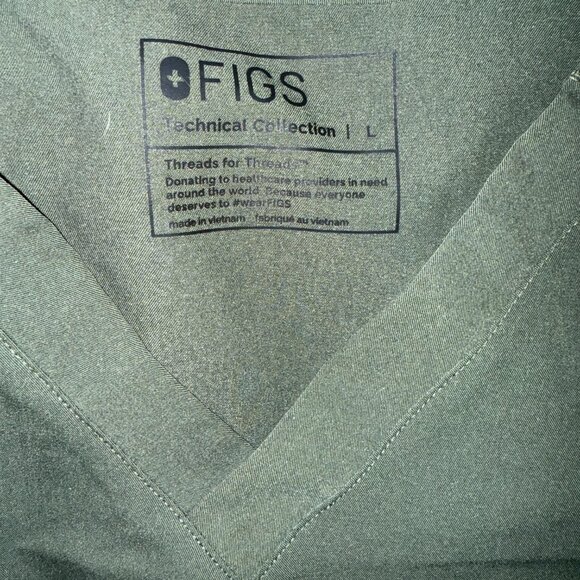 FIGS
Technical Collection | L
Threads for Threads™
Donating to healthcare providers in need
around the world. Because everyone
deserves to #wearFIGS
made in vietnam fabriqué au vietnam